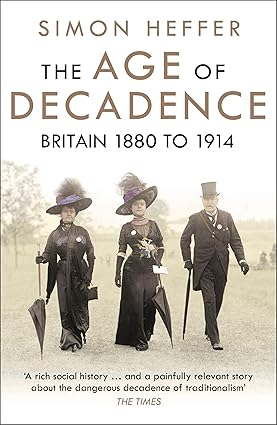 SIMON HEFFER
THE AGE OF
DECADENCE
BRITAIN 1880 TO 1914
‘A rich social history … and a painfully relevant story
about the dangerous decadence of traditionalism’
THE TIMES